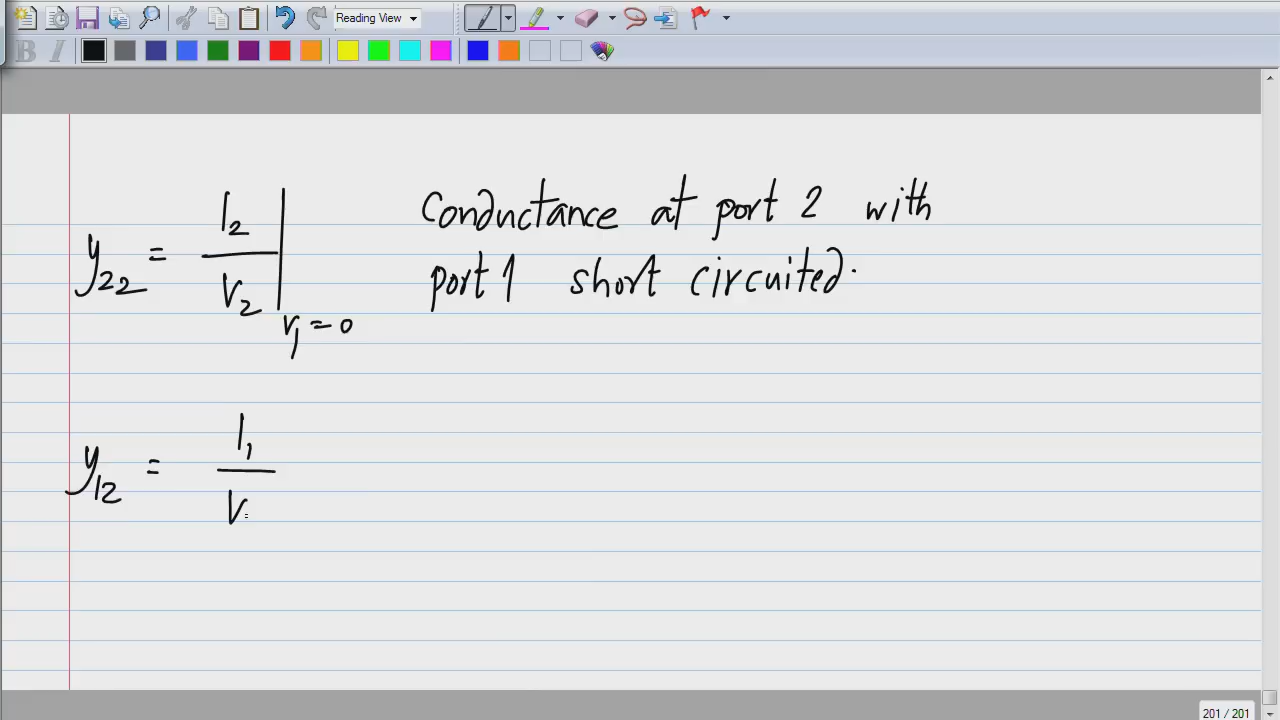 Reading View
B I
y22 = I2 / V2 | V1 = 0
Conductance at port 2 with
port 1 short circuited.
y12 = I1 / V
201 / 201